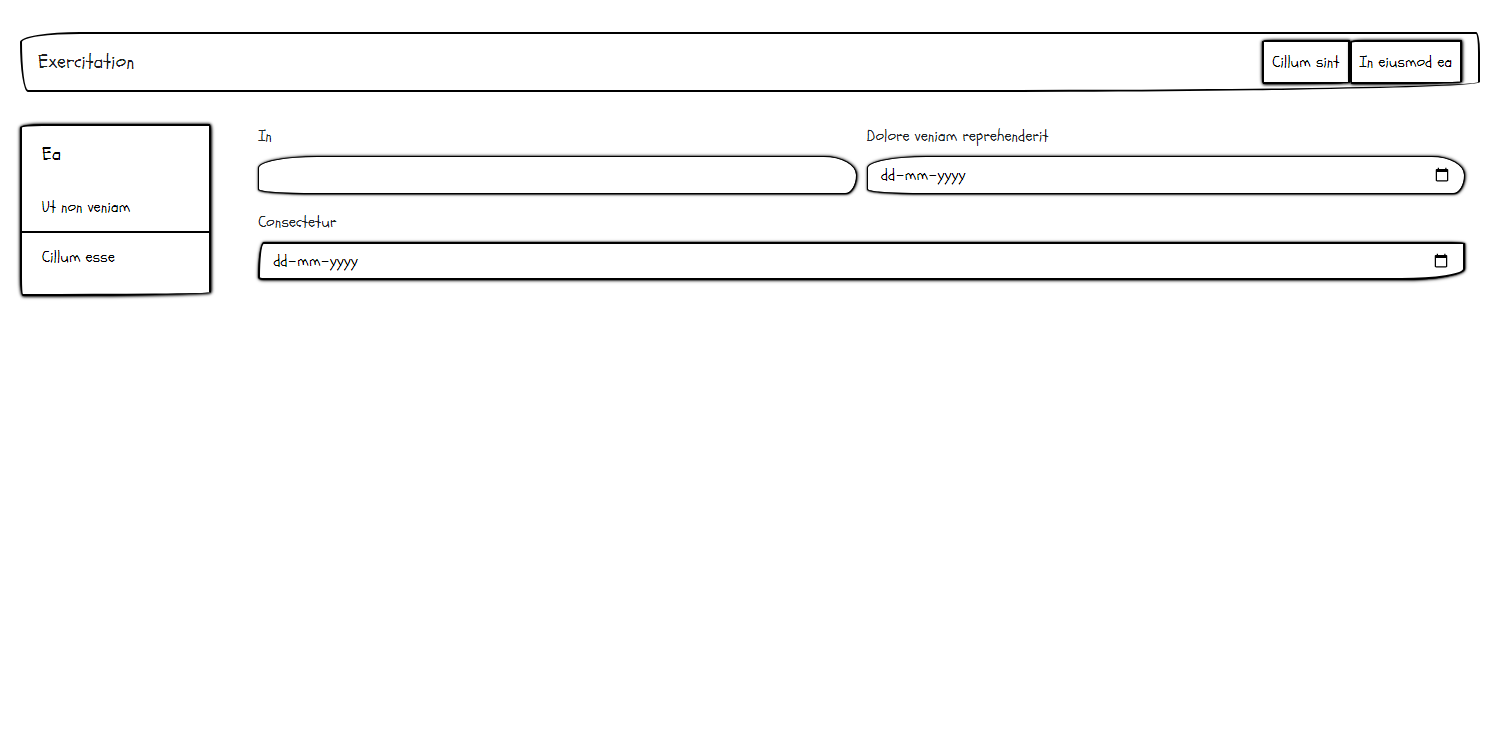 Exercitation
Cillum sint
In eiusmod ea
Ea
Ut non veniam
Cillum esse
In
Dolore veniam reprehenderit
dd-mm-yyyy
Consectetur
dd-mm-yyyy